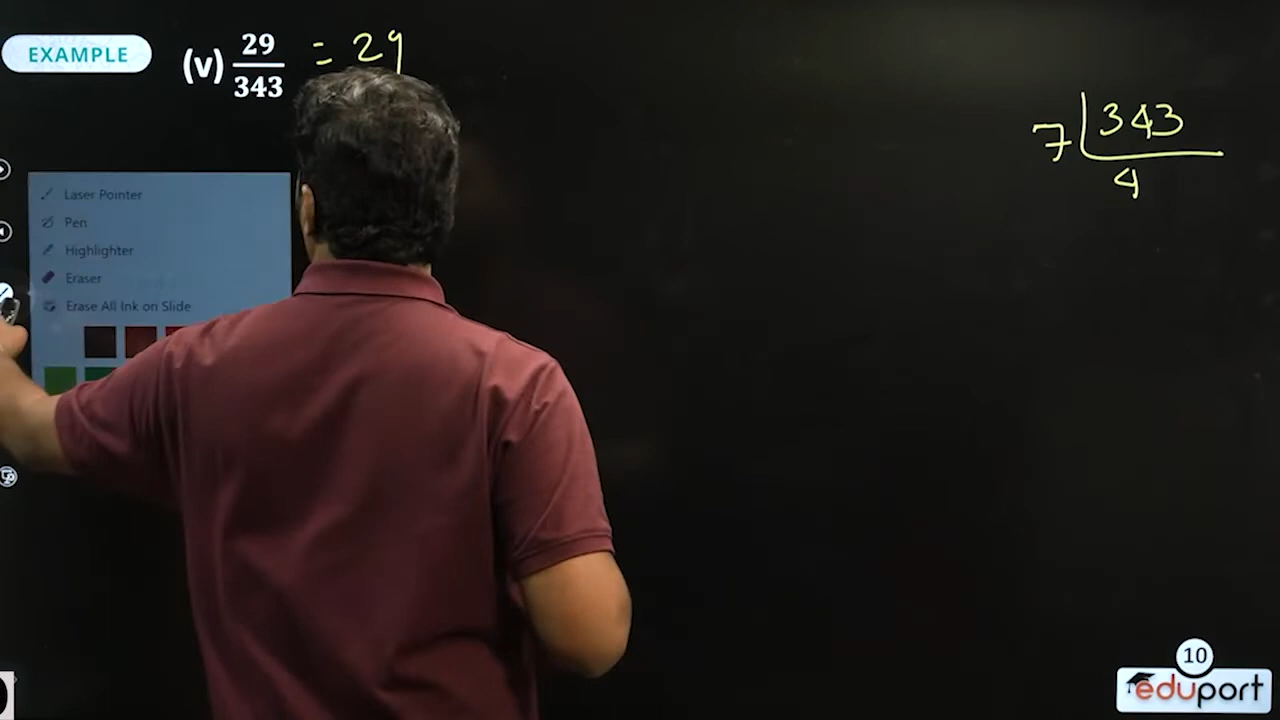 EXAMPLE
(v) 29/343 = 29
7 | 343
4
Laser Pointer
Pen
Highlighter
Eraser
Erase All Ink on Slide
10
eduport